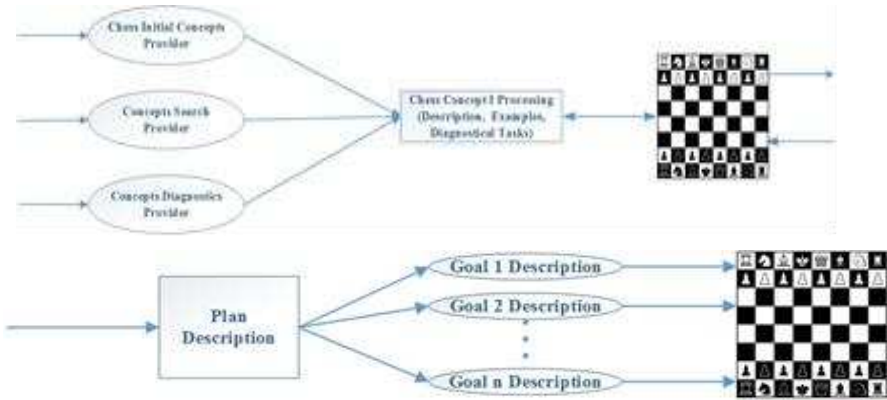 Chess Initial Concepts
Provider
Concepts Search
Provider
Concepts Diagnostics
Provider
Chess Concept I Processing
(Description, Examples,
Diagnostical Tasks)
Plan
Description
Goal 1 Description
Goal 2 Description
Goal n Description